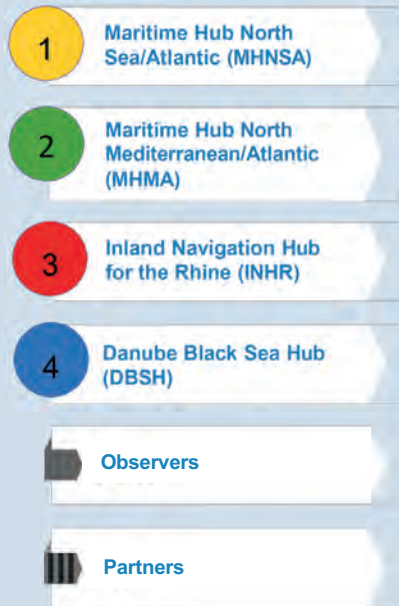 1
Maritime Hub North
Sea/Atlantic (MHNSA)
2
Maritime Hub North
Mediterranean/Atlantic
(MHMA)
3
Inland Navigation Hub
for the Rhine (INHR)
4
Danube Black Sea Hub
(DBSH)
Observers
Partners